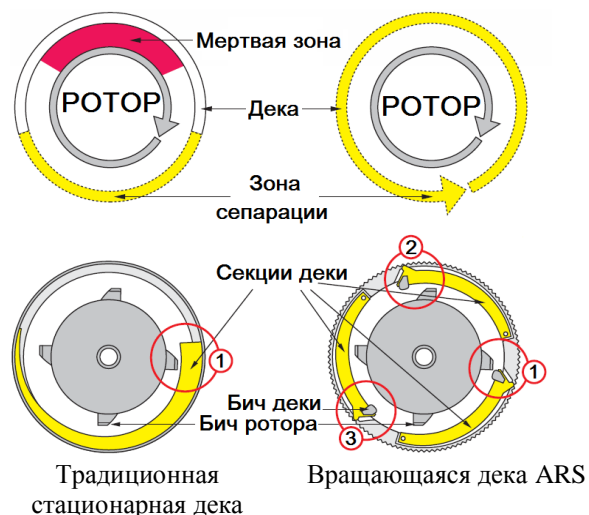 Мертвая зона
РОТОР
РОТОР
Дека
Зона
сепарации
2
Секции деки
1
1
Бич деки
Бич ротора
3
Традиционная
стационарная дека
Вращающаяся дека ARS